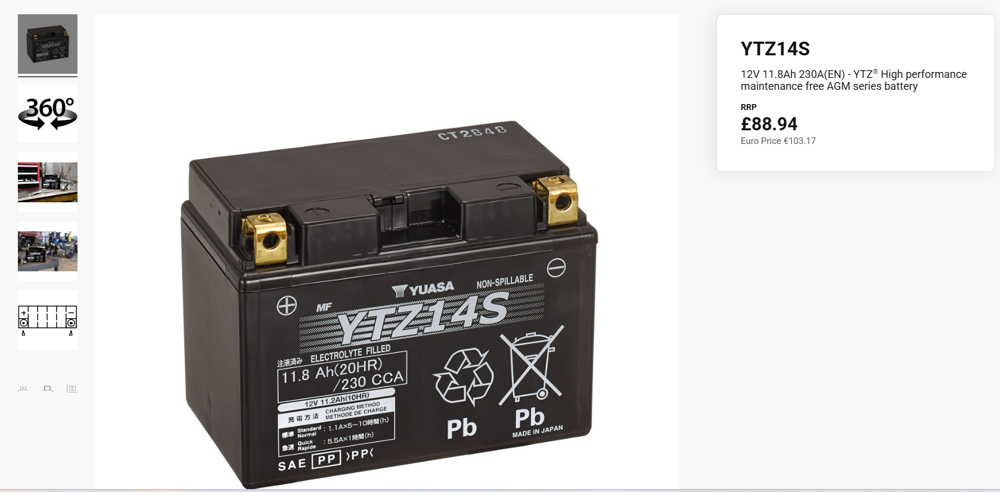 360°
YTZ14S
12V 11.8Ah 230A(EN) - YTZ® High performance
maintenance free AGM series battery
RRP
£88.94
Euro Price €103.17
CT2848
YUASA
NON-SPILLABLE
MF
YTZ14S
注液済み ELECTROLYTE FILLED
11.8 Ah(20HR)
/230 CCA
12V 11.2Ah(10HR)
充電方法 CHARGING METHOD
METHODE DE CHARGE
標準 Standard Normal : 1.1A×5～10時間(h)
急速 Quick Rapide : 5.5A×1時間(h)
SAE PP >PP<
Pb
Pb
MADE IN JAPAN